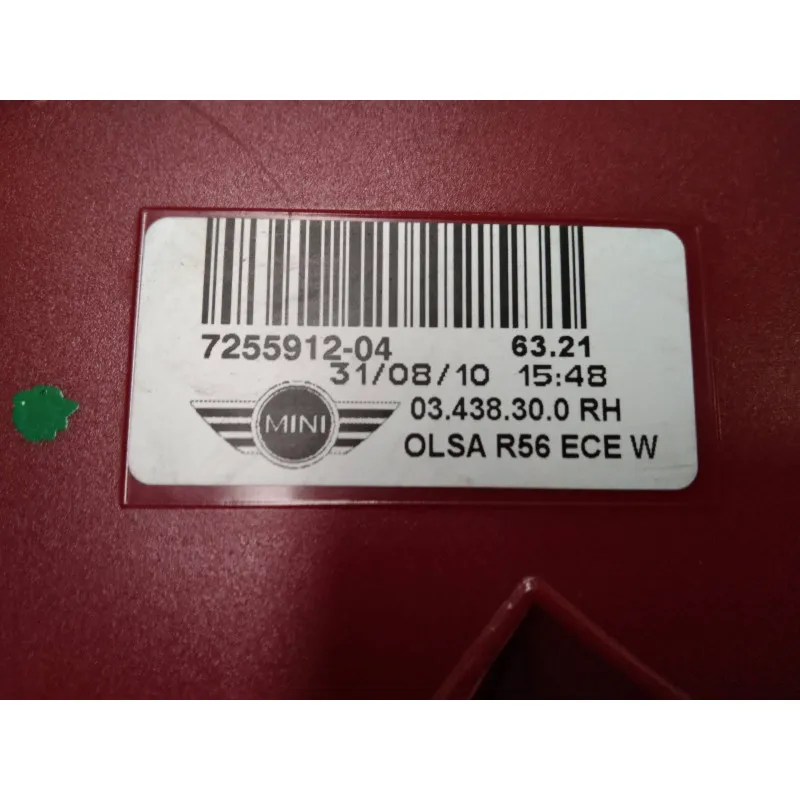 7255912-04 63.21
31/08/10 15:48
MINI
03.438.30.0 RH
OLSA R56 ECE W